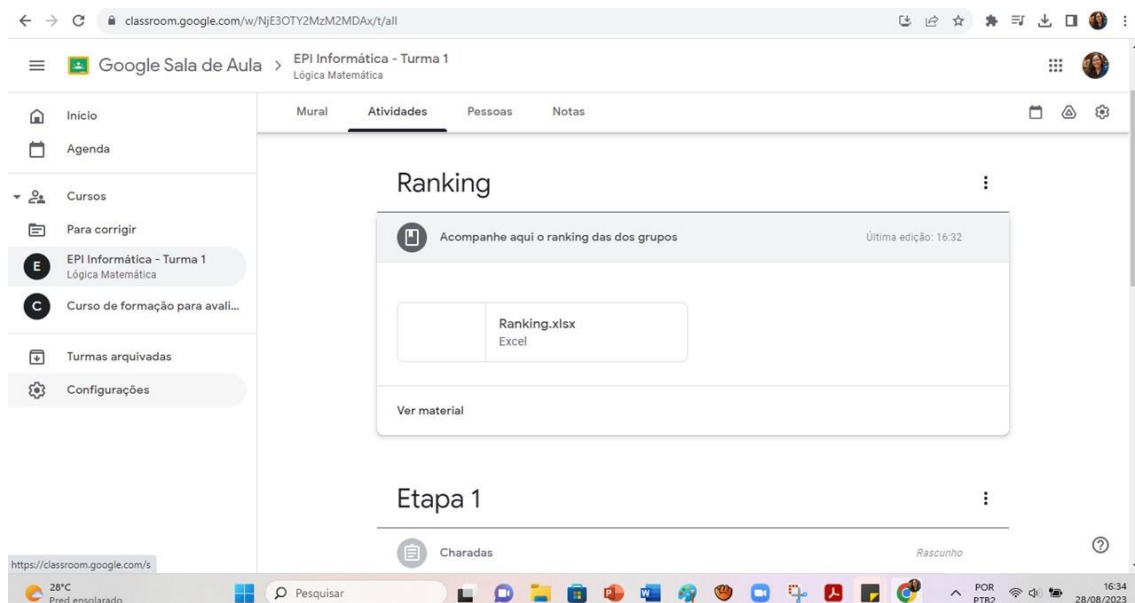 classroom.google.com/w/NjE3OTY2MzM2MDAx/t/all
Google Sala de Aula
EPI Informática - Turma 1
Lógica Matemática
Início
Agenda
Cursos
Para corrigir
E
EPI Informática - Turma 1
Lógica Matemática
C
Curso de formação para avali...
Turmas arquivadas
Configurações
Mural Atividades Pessoas Notas
Ranking
Acompanhe aqui o ranking das dos grupos
Última edição: 16:32
Ranking.xlsx
Excel
Ver material
Etapa 1
Charadas
Rascunho
https://classroom.google.com/s
28°C
Pred ensolarado
Pesquisar
POR
PTB2
16:34
28/08/2023